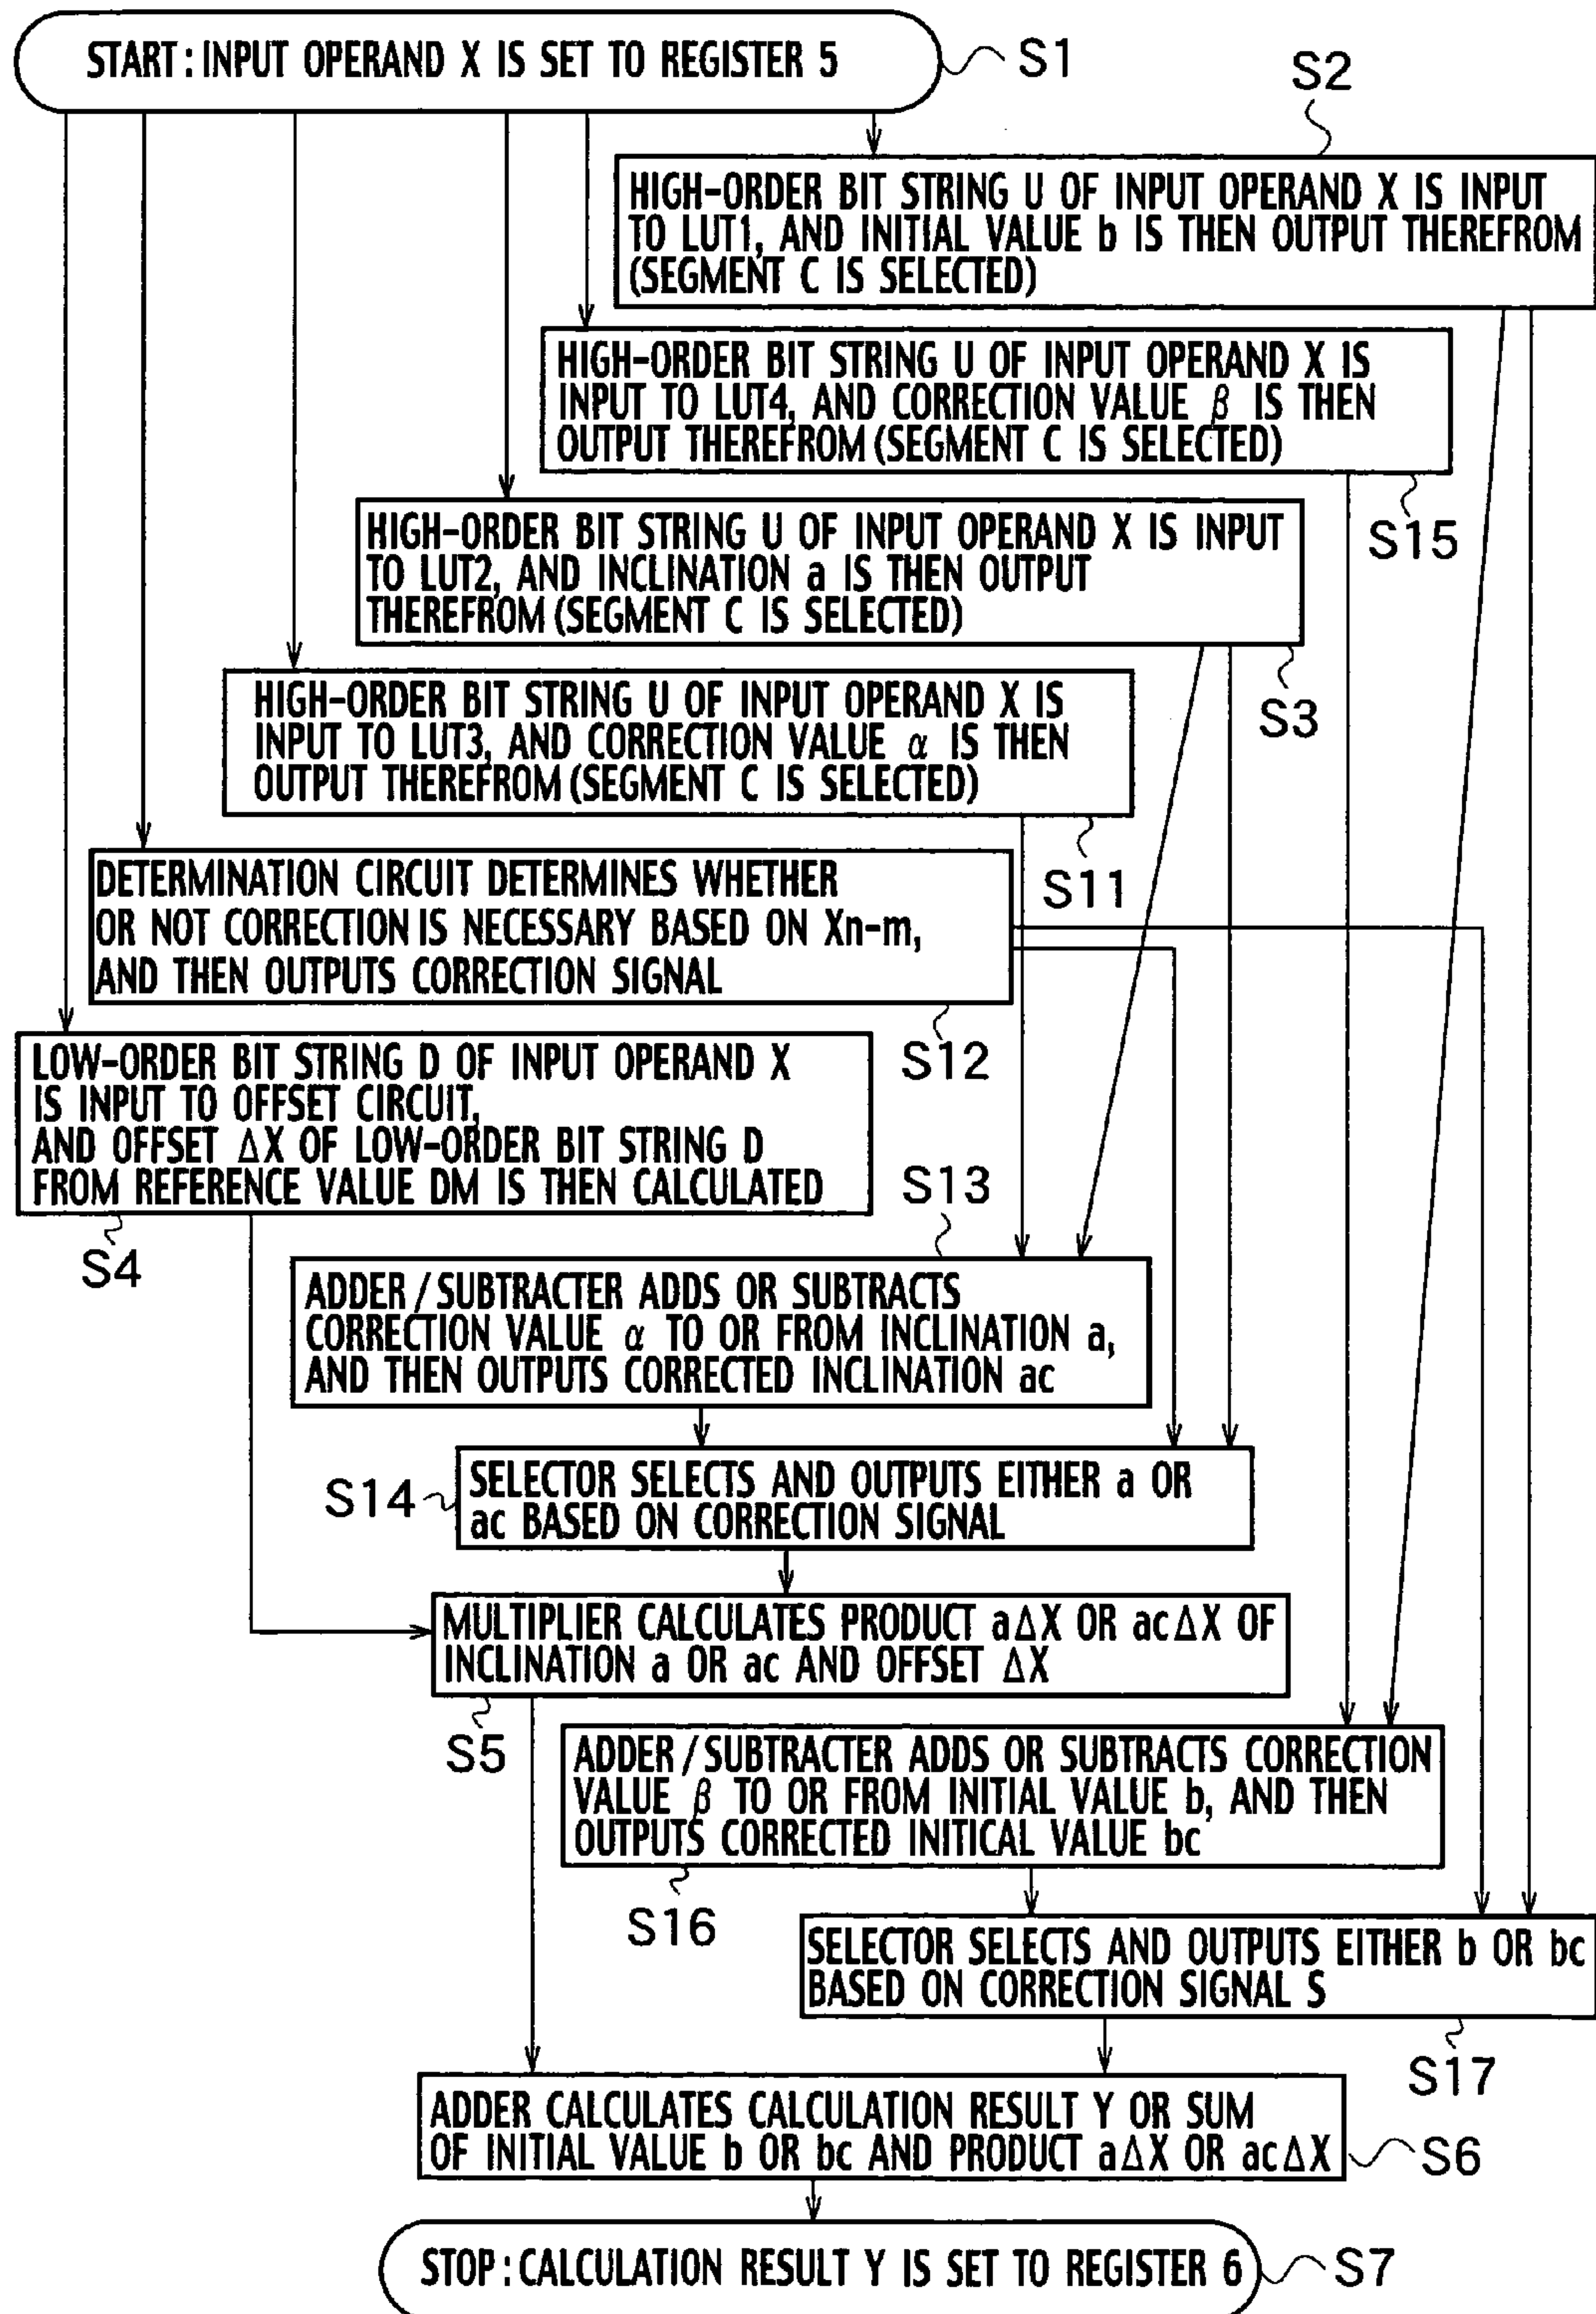 START:INPUT OPERAND X IS SET TO REGISTER 5
S1
S2
HIGH-ORDER BIT STRING U OF INPUT OPERAND X IS INPUT
TO LUT1, AND INITIAL VALUE b IS THEN OUTPUT THEREFROM
(SEGMENT C IS SELECTED)
HIGH-ORDER BIT STRING U OF INPUT OPERAND X IS
INPUT TO LUT4, AND CORRECTION VALUE β IS THEN
OUTPUT THEREFROM (SEGMENT C IS SELECTED)
S15
HIGH-ORDER BIT STRING U OF INPUT OPERAND X IS INPUT
TO LUT2, AND INCLINATION a IS THEN OUTPUT
THEREFROM (SEGMENT C IS SELECTED)
S3
HIGH-ORDER BIT STRING U OF INPUT OPERAND X IS
INPUT TO LUT3, AND CORRECTION VALUE α IS THEN
OUTPUT THEREFROM (SEGMENT C IS SELECTED)
S11
DETERMINATION CIRCUIT DETERMINES WHETHER
OR NOT CORRECTION IS NECESSARY BASED ON Xn-m,
AND THEN OUTPUTS CORRECTION SIGNAL
S12
LOW-ORDER BIT STRING D OF INPUT OPERAND X
IS INPUT TO OFFSET CIRCUIT,
AND OFFSET ΔX OF LOW-ORDER BIT STRING D
FROM REFERENCE VALUE DM IS THEN CALCULATED
S4
S13
ADDER/SUBTRACTER ADDS OR SUBTRACTS
CORRECTION VALUE α TO OR FROM INCLINATION a,
AND THEN OUTPUTS CORRECTED INCLINATION ac
S14
SELECTOR SELECTS AND OUTPUTS EITHER a OR
ac BASED ON CORRECTION SIGNAL
MULTIPLIER CALCULATES PRODUCT aΔX OR acΔX OF
INCLINATION a OR ac AND OFFSET ΔX
S5
ADDER/SUBTRACTER ADDS OR SUBTRACTS CORRECTION
VALUE β TO OR FROM INITIAL VALUE b, AND THEN
OUTPUTS CORRECTED INITICAL VALUE bc
S16
SELECTOR SELECTS AND OUTPUTS EITHER b OR bc
BASED ON CORRECTION SIGNAL S
S17
ADDER CALCULATES CALCULATION RESULT Y OR SUM
OF INITIAL VALUE b OR bc AND PRODUCT aΔX OR acΔX
S6
STOP:CALCULATION RESULT Y IS SET TO REGISTER 6
S7